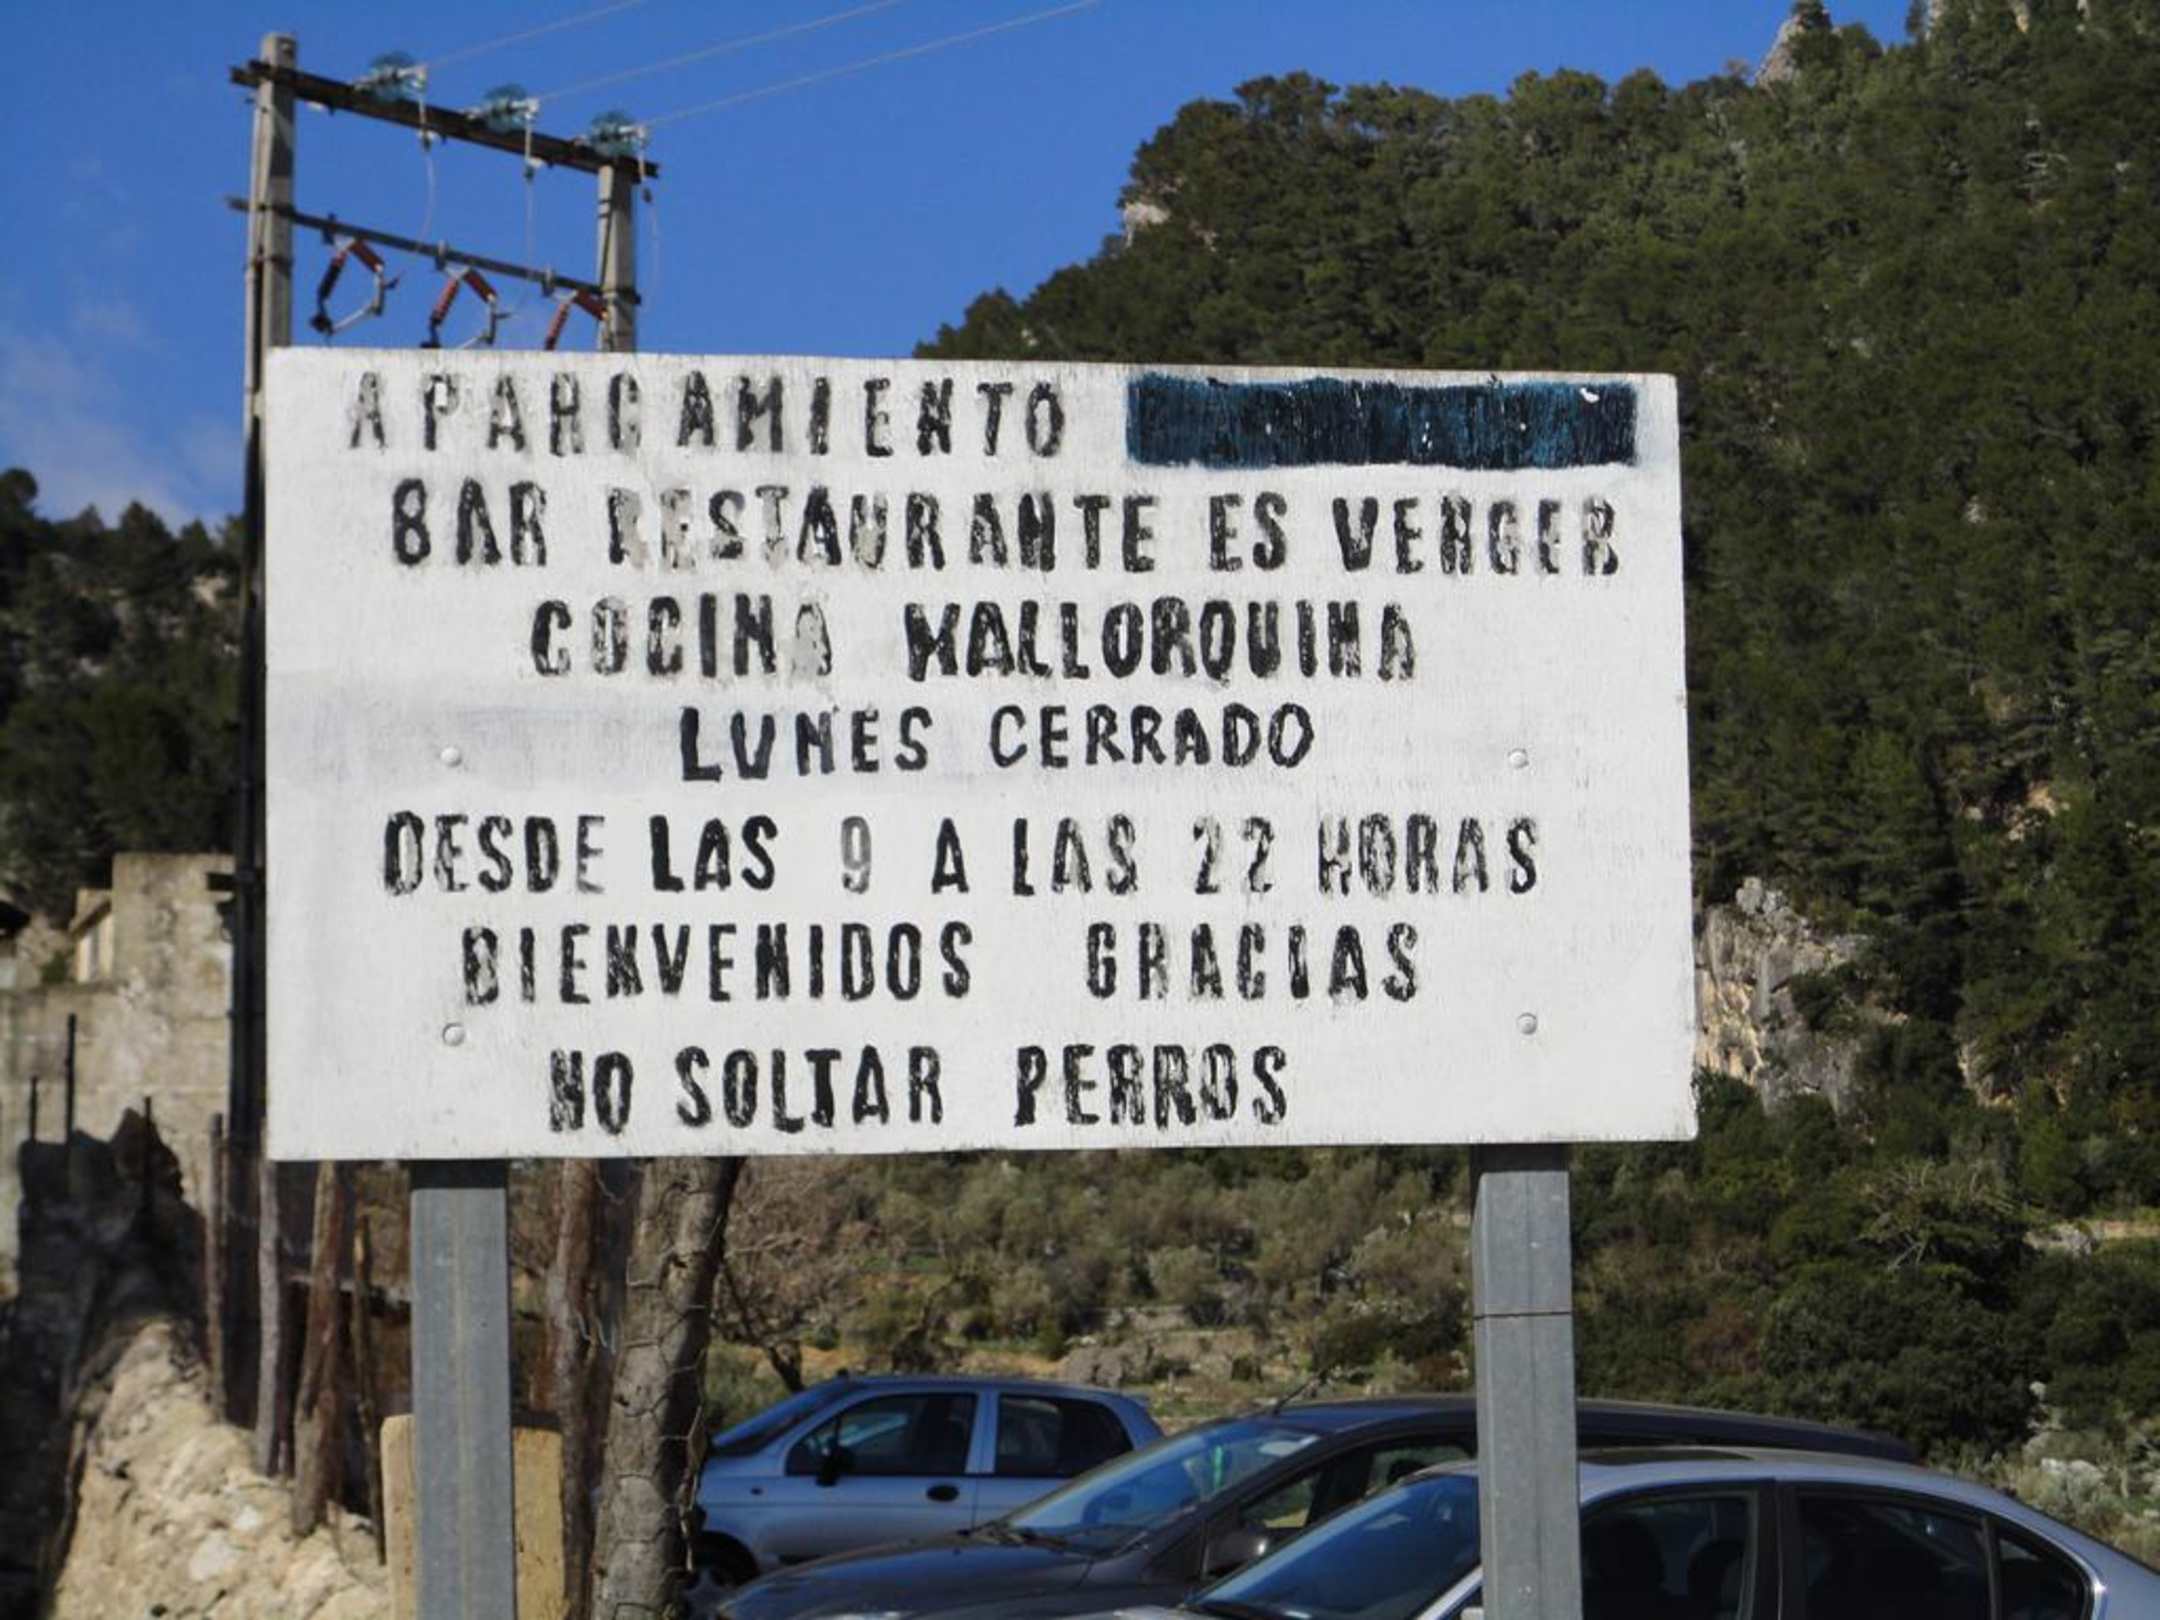 APARCAMIENTO
BAR RESTAURANTE ES VERGER
COCINA MALLORQUINA
LUNES CERRADO
DESDE LAS 9 A LAS 22 HORAS
BIENVENIDOS GRACIAS
NO SOLTAR PERROS